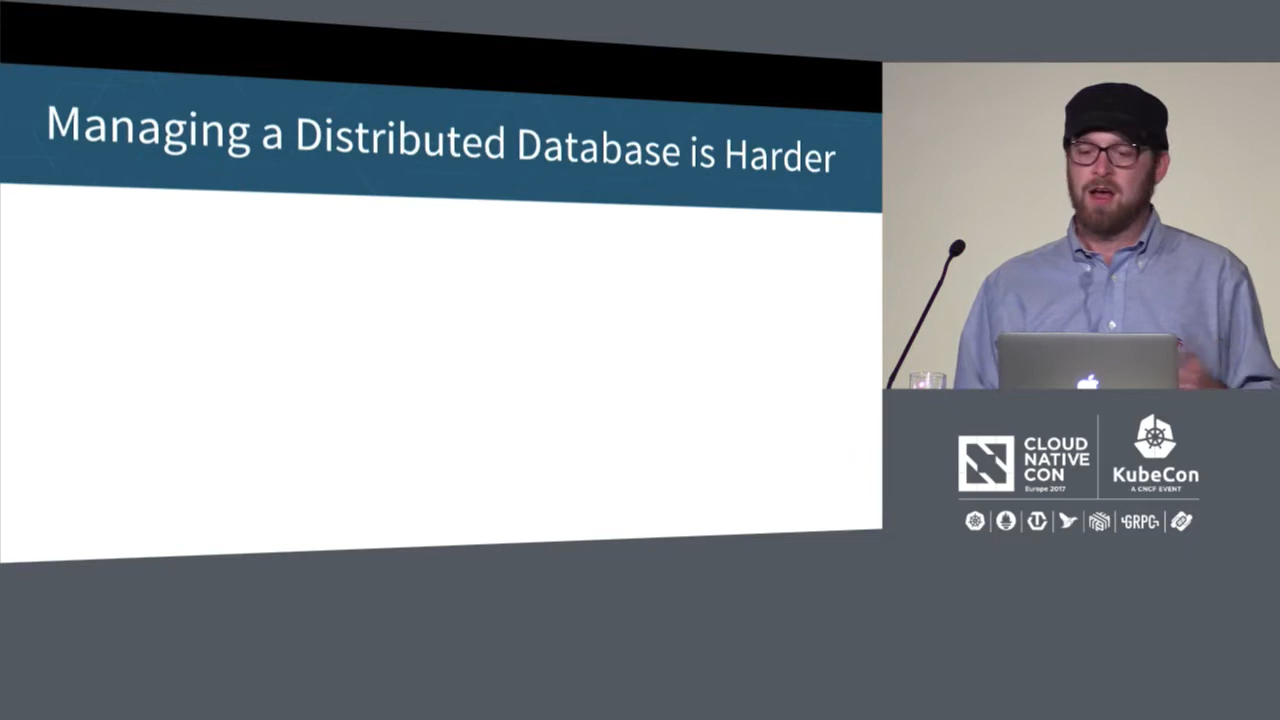 Managing a Distributed Database is Harder
CLOUD
NATIVE
CON
Europe 2017
KubeCon
A CNCF EVENT
GRPC